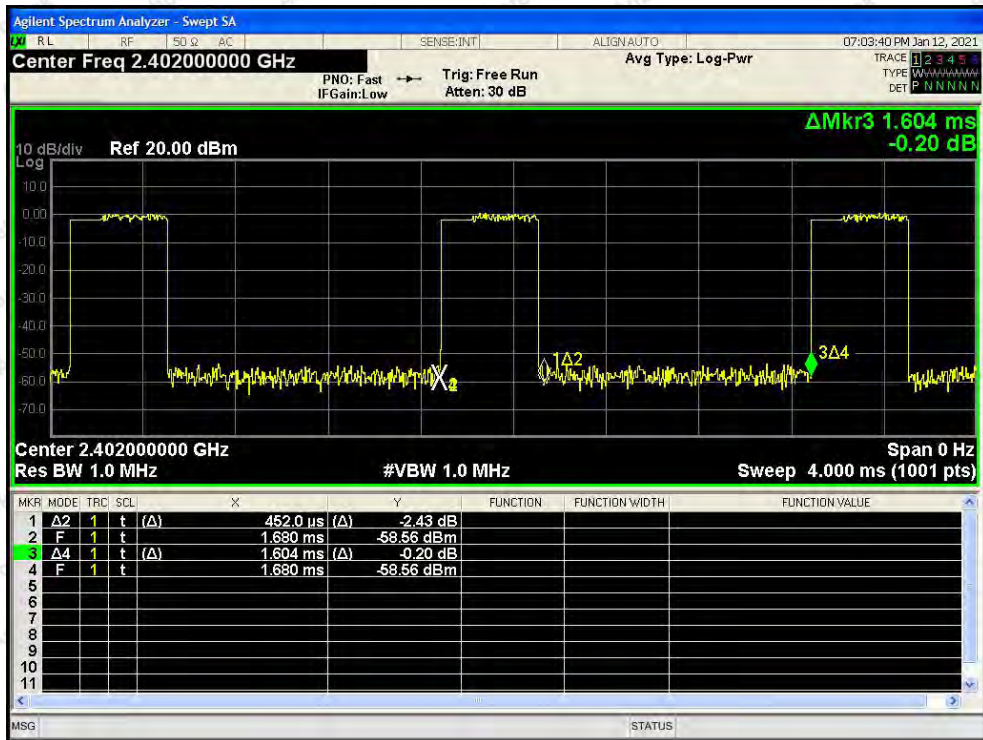 Agilent Spectrum Analyzer - Swept SA
LXI RL RF 50 Ω AC SENSE:INT ALIGNAUTO 07:03:40 PM Jan 12, 2021
Center Freq 2.402000000 GHz Avg Type: Log-Pwr TRACE 1 2 3 4 5 6
PNO: Fast Trig: Free Run TYPE WWWWWW
IFGain:Low Atten: 30 dB DET P N N N N N
ΔMkr3 1.604 ms
10 dB/div Ref 20.00 dBm -0.20 dB
Log
10.0
0.00
-10.0
-20.0
-30.0
-40.0
-50.0 1Δ2 3Δ4
-60.0
-70.0
Center 2.402000000 GHz Span 0 Hz
Res BW 1.0 MHz #VBW 1.0 MHz Sweep 4.000 ms (1001 pts)
MKR MODE TRC SCL X Y FUNCTION FUNCTION WIDTH FUNCTION VALUE
1 Δ2 1 t (Δ) 452.0 µs (Δ) -2.43 dB
2 F 1 t 1.680 ms -58.56 dBm
3 Δ4 1 t (Δ) 1.604 ms (Δ) -0.20 dB
4 F 1 t 1.680 ms -58.56 dBm
5
6
7
8
9
10
11
MSG STATUS